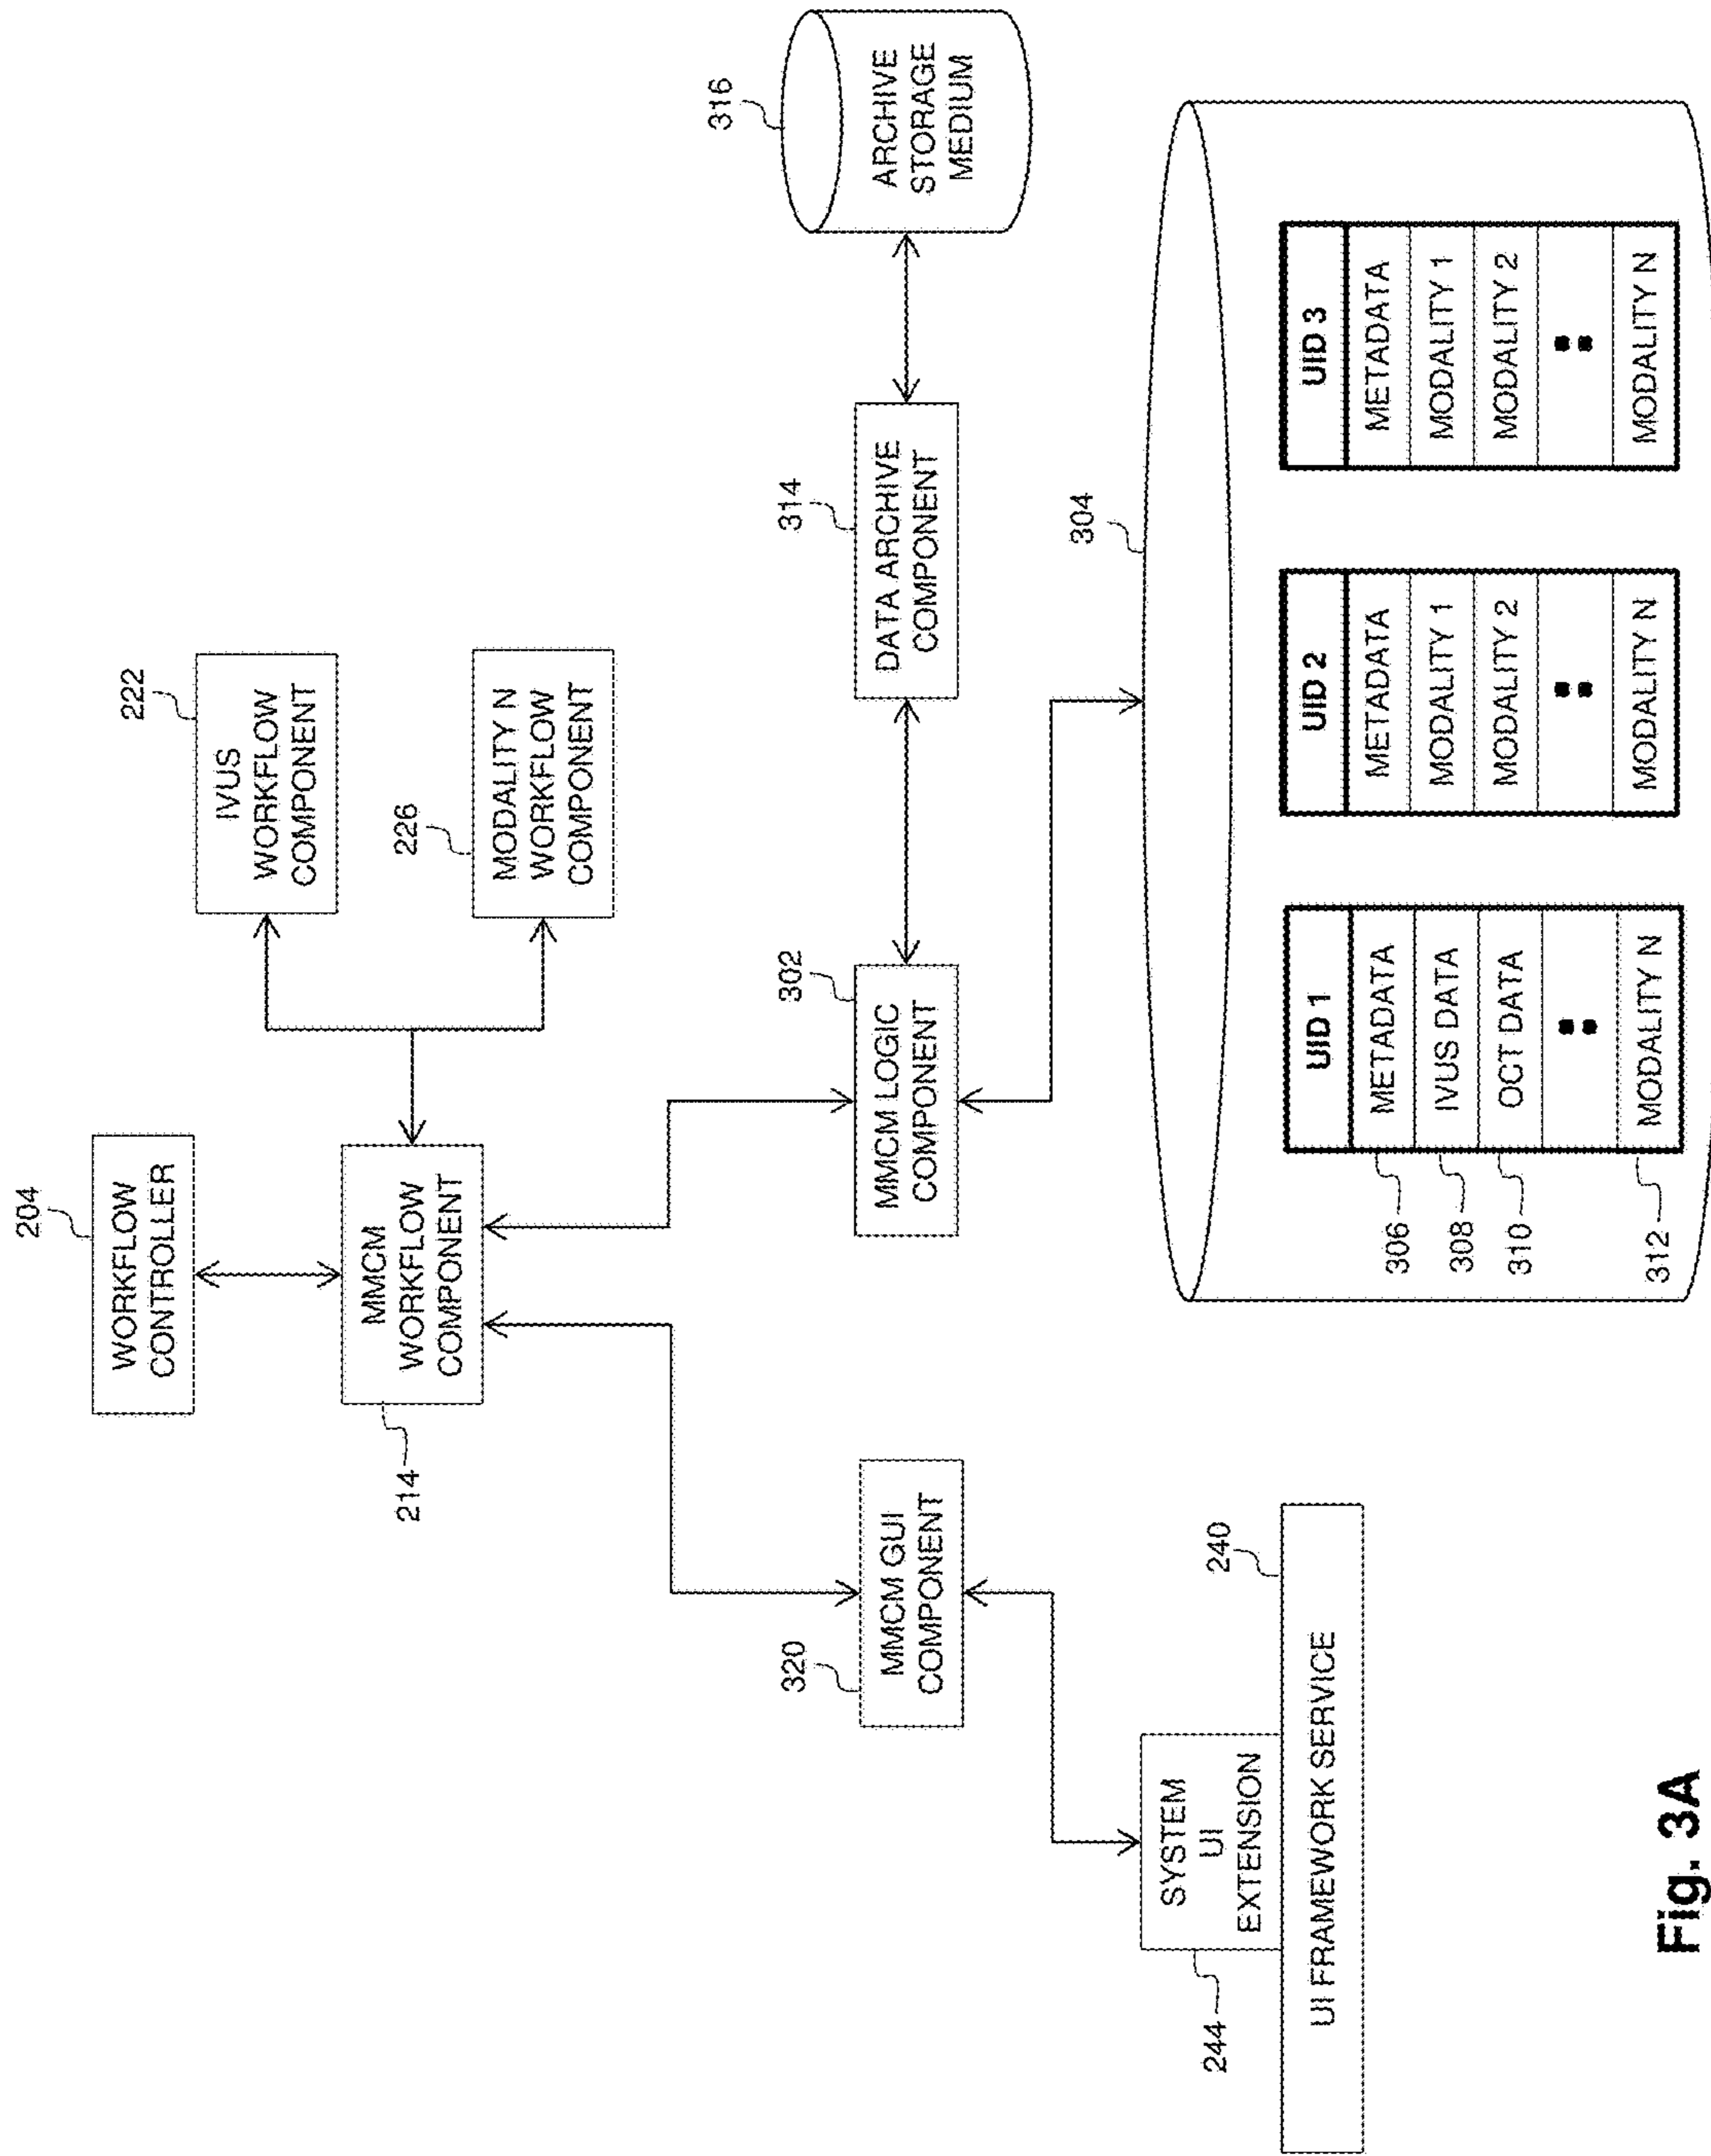 204
WORKFLOW
CONTROLLER
222
IVUS
WORKFLOW
COMPONENT
214
MMCM
WORKFLOW
COMPONENT
226
MODALITY N
WORKFLOW
COMPONENT
316
ARCHIVE
STORAGE
MEDIUM
320
MMCM GUI
COMPONENT
302
MMCM LOGIC
COMPONENT
314
DATA ARCHIVE
COMPONENT
304
244
SYSTEM
UI
EXTENSION
240
UI FRAMEWORK SERVICE
UID 1
306
METADATA
308
IVUS DATA
310
OCT DATA
312
MODALITY N
UID 2
METADATA
MODALITY 1
MODALITY 2
MODALITY N
UID 3
METADATA
MODALITY 1
MODALITY 2
MODALITY N
Fig. 3A